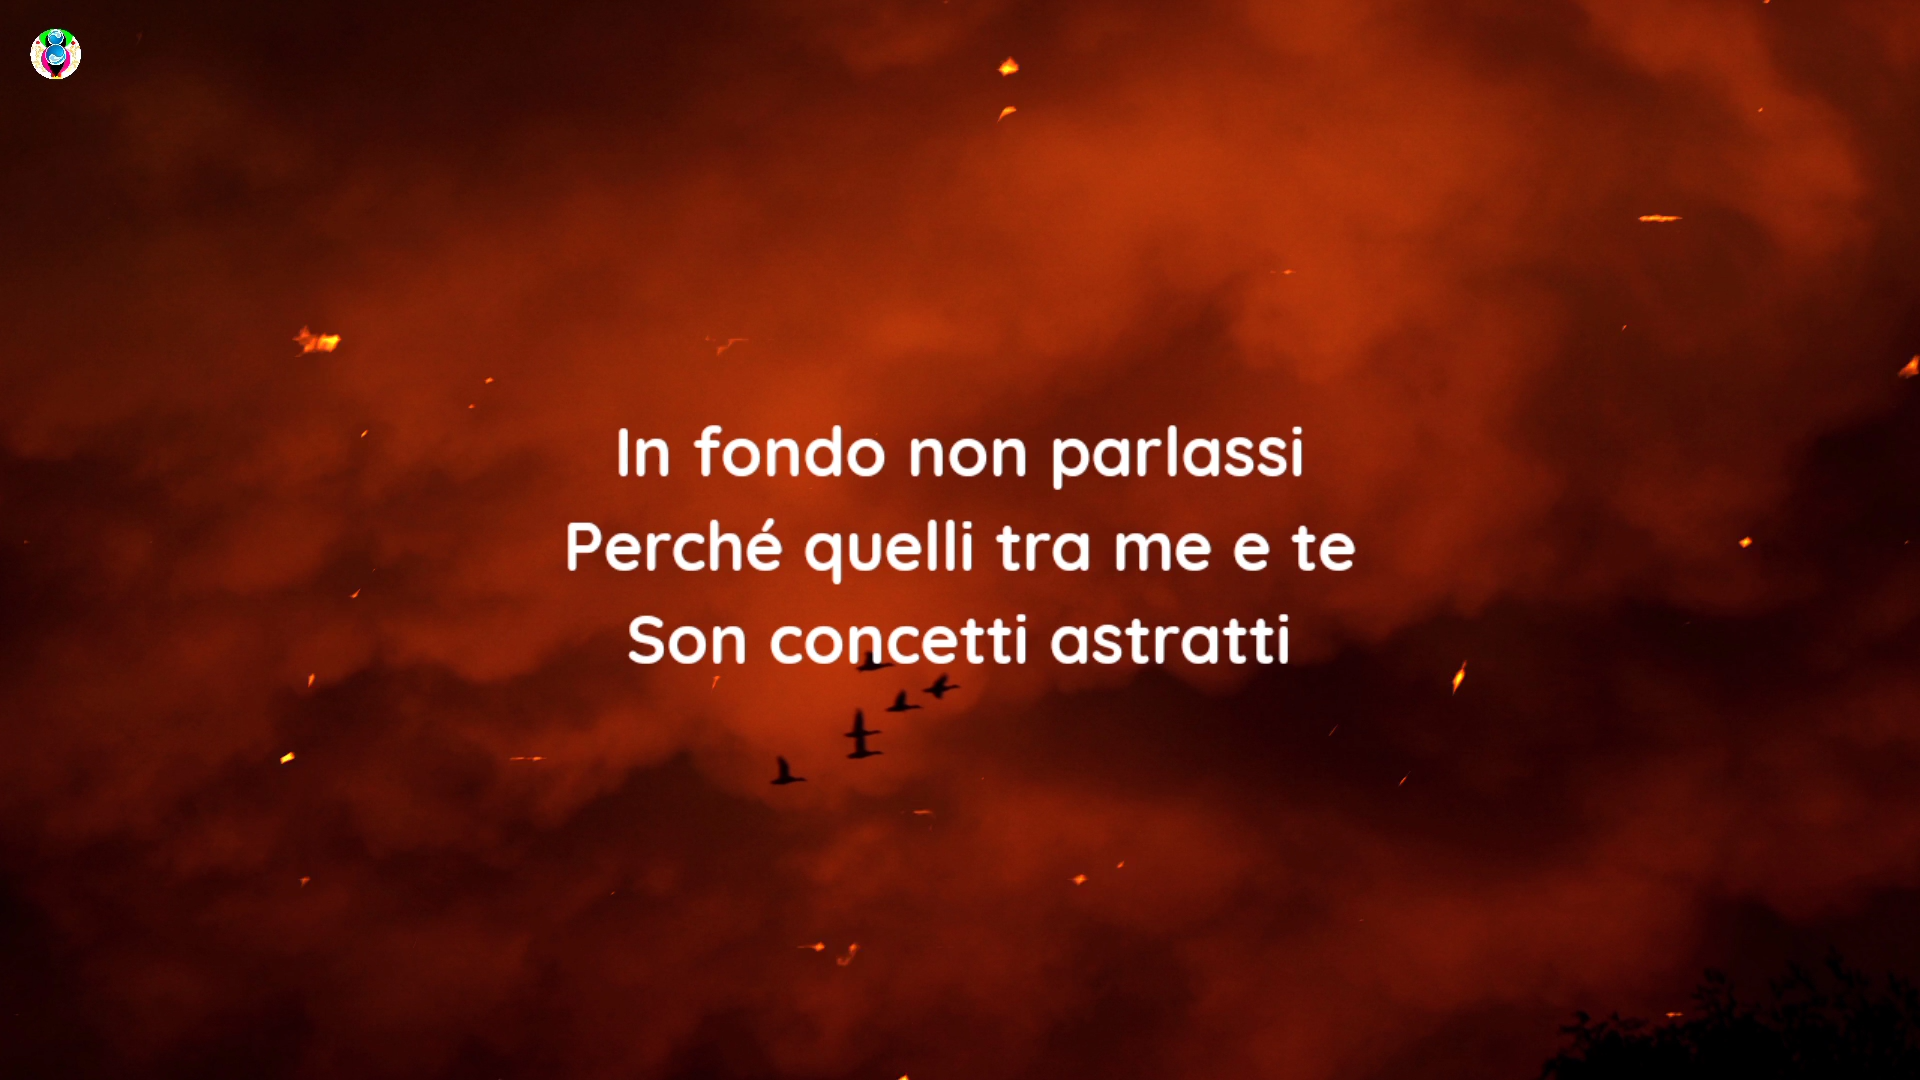 In fondo non parlassi
Perché quelli tra me e te
Son concetti astratti